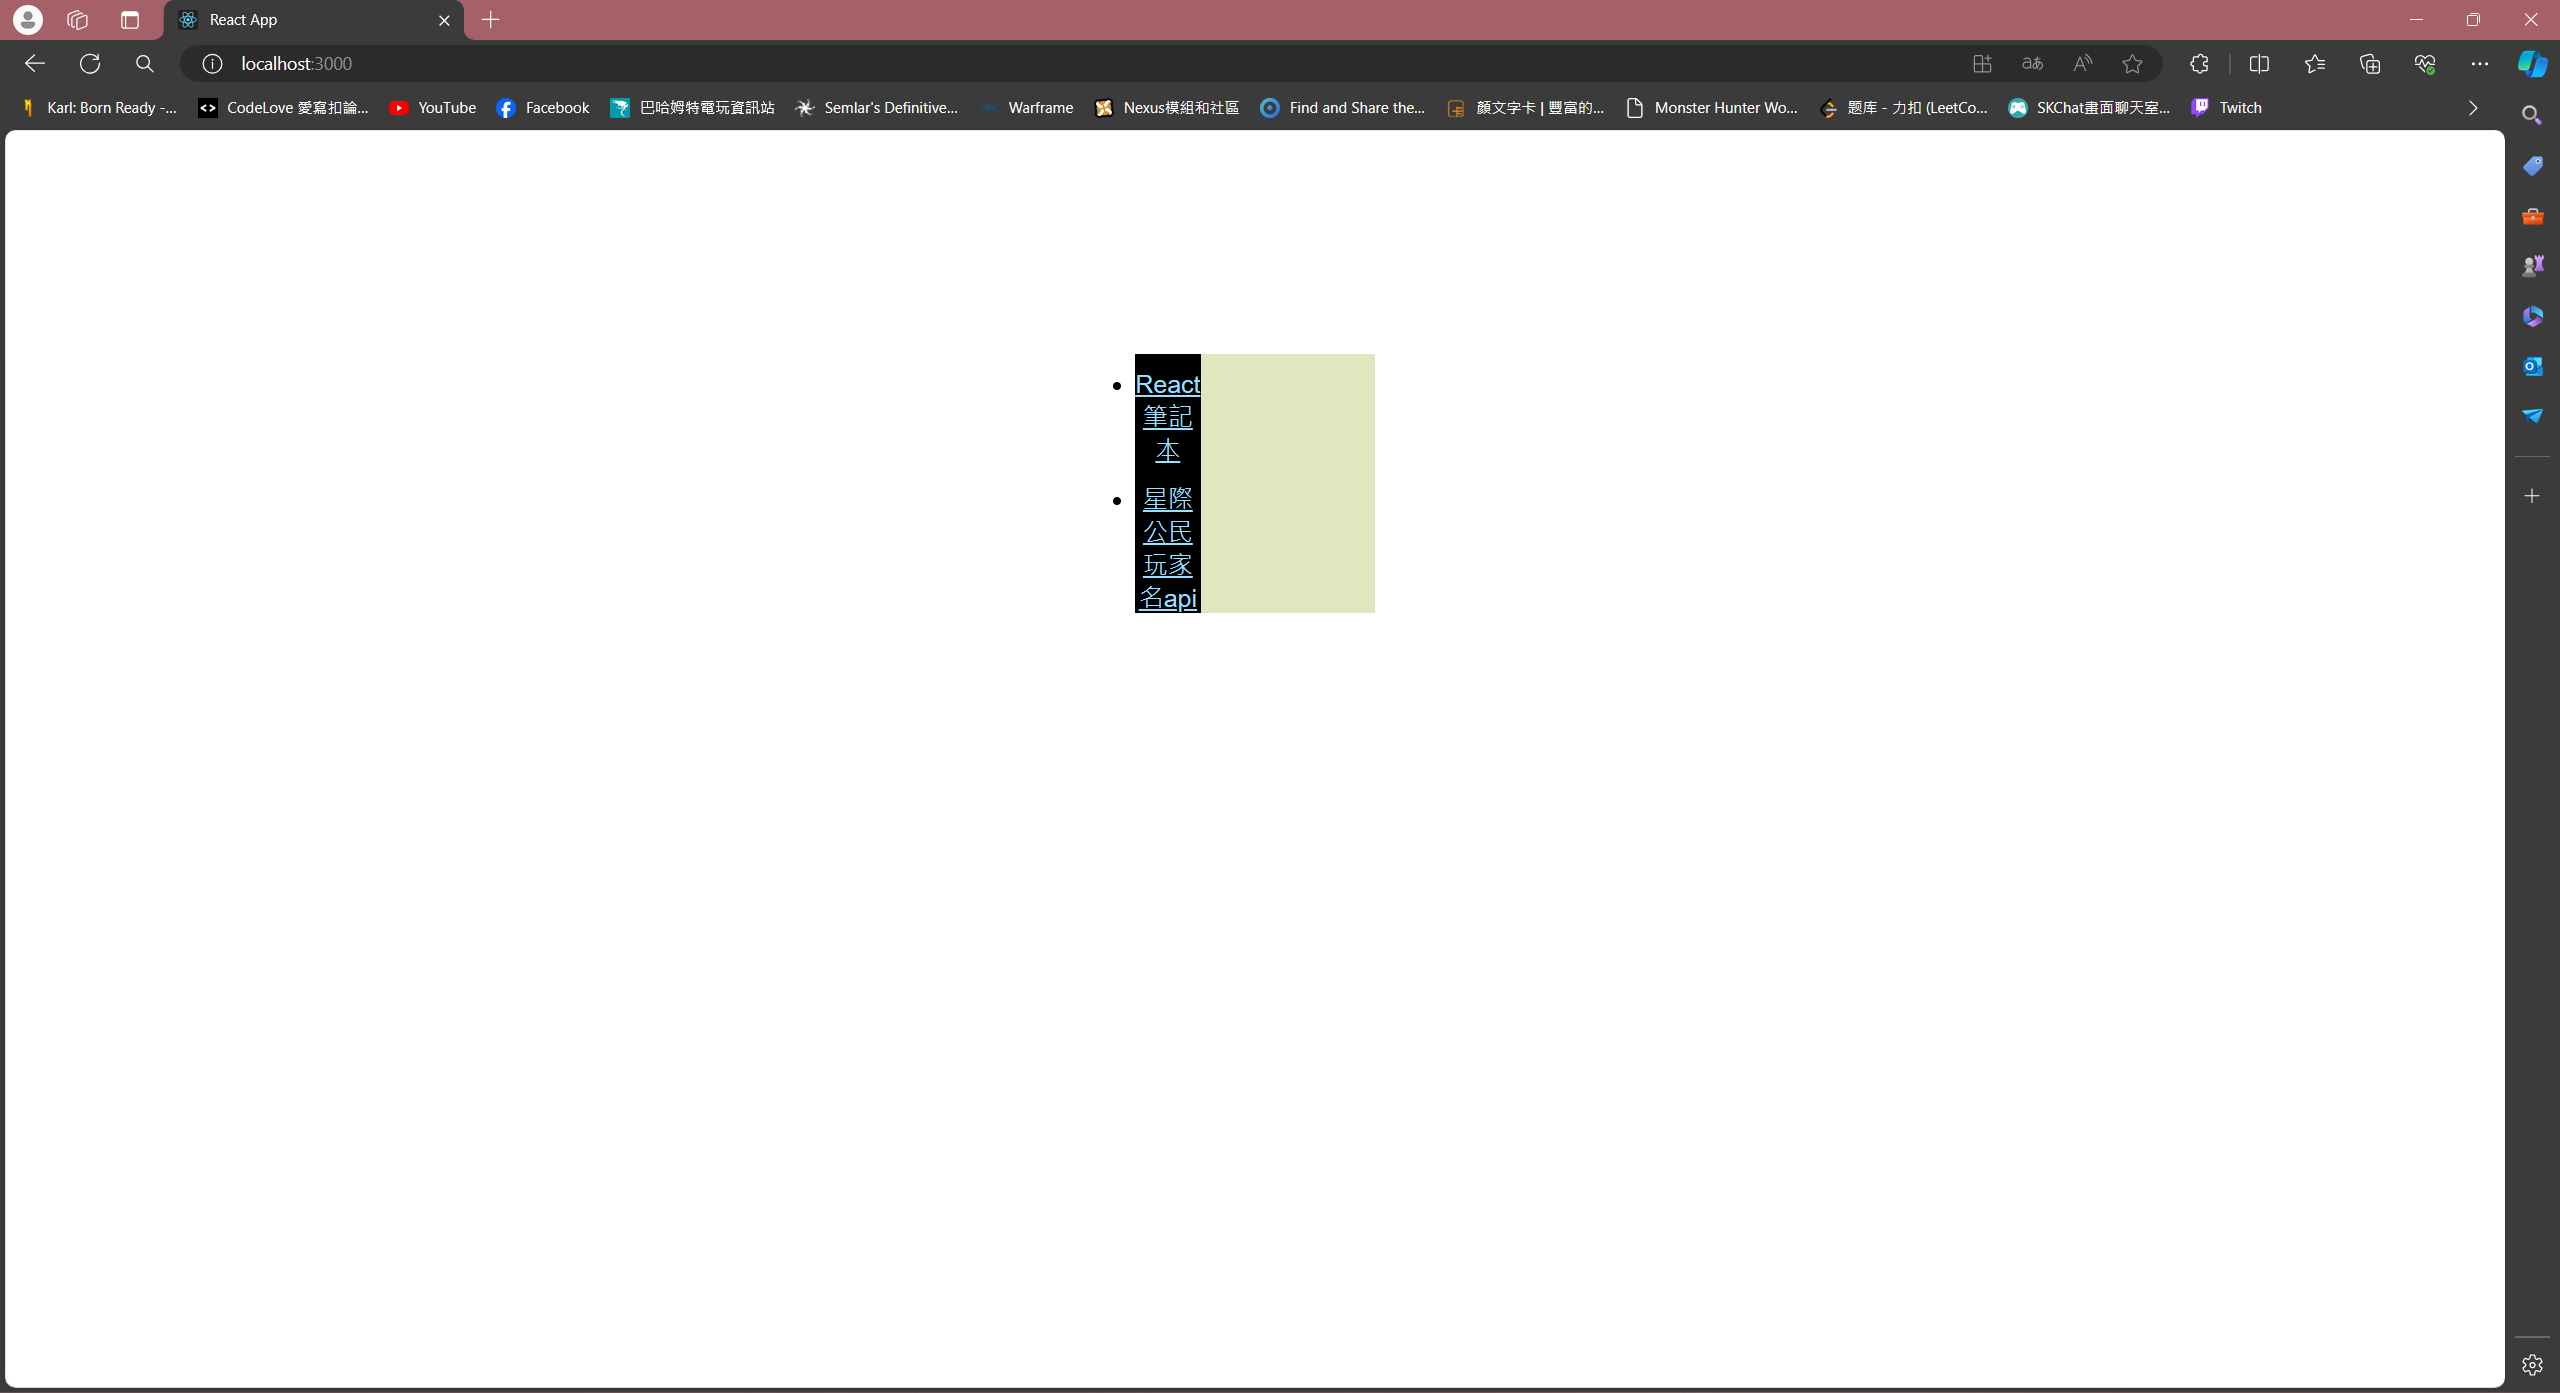 React App
localhost:3000
aあ
Karl: Born Ready -...
CodeLove 愛寫扣論...
YouTube
Facebook
巴哈姆特電玩資訊站
Semlar's Definitive...
Warframe
Nexus模組和社區
Find and Share the...
顏文字卡 | 豐富的...
Monster Hunter Wo...
题库 - 力扣 (LeetCo...
SKChat畫面聊天室...
Twitch
React
筆記
本
星際
公民
玩家
名api